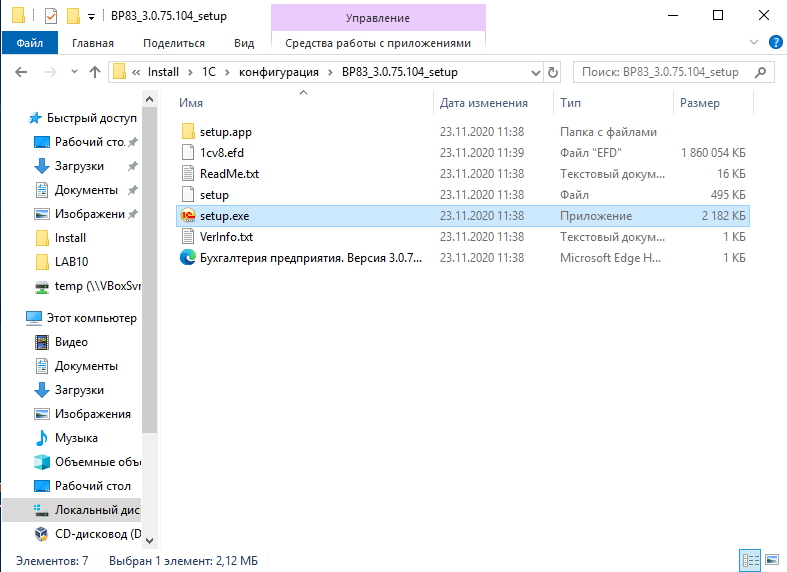 BP83_3.0.75.104_setup
Управление
Файл Главная Поделиться Вид Средства работы с приложениями
« Install > 1C > конфигурация > BP83_3.0.75.104_setup
Поиск: BP83_3.0.75.104_setup
Имя Дата изменения Тип Размер
setup.app 23.11.2020 11:38 Папка с файлами
1cv8.efd 23.11.2020 11:39 Файл "EFD" 1 860 054 КБ
ReadMe.txt 23.11.2020 11:38 Текстовый докум... 16 КБ
setup 23.11.2020 11:38 Файл 495 КБ
setup.exe 23.11.2020 11:38 Приложение 2 182 КБ
VerInfo.txt 23.11.2020 11:38 Текстовый докум... 1 КБ
Бухгалтерия предприятия. Версия 3.0.7... 23.11.2020 11:38 Microsoft Edge H... 1 КБ
Быстрый доступ
Рабочий сто.
Загрузки
Документы
Изображени
Install
LAB10
temp (\\VBoxSvr
Этот компьютер
Видео
Документы
Загрузки
Изображения
Музыка
Объемные объ
Рабочий стол
Локальный дис
CD-дисковод (D
Элементов: 7 Выбран 1 элемент: 2,12 МБ